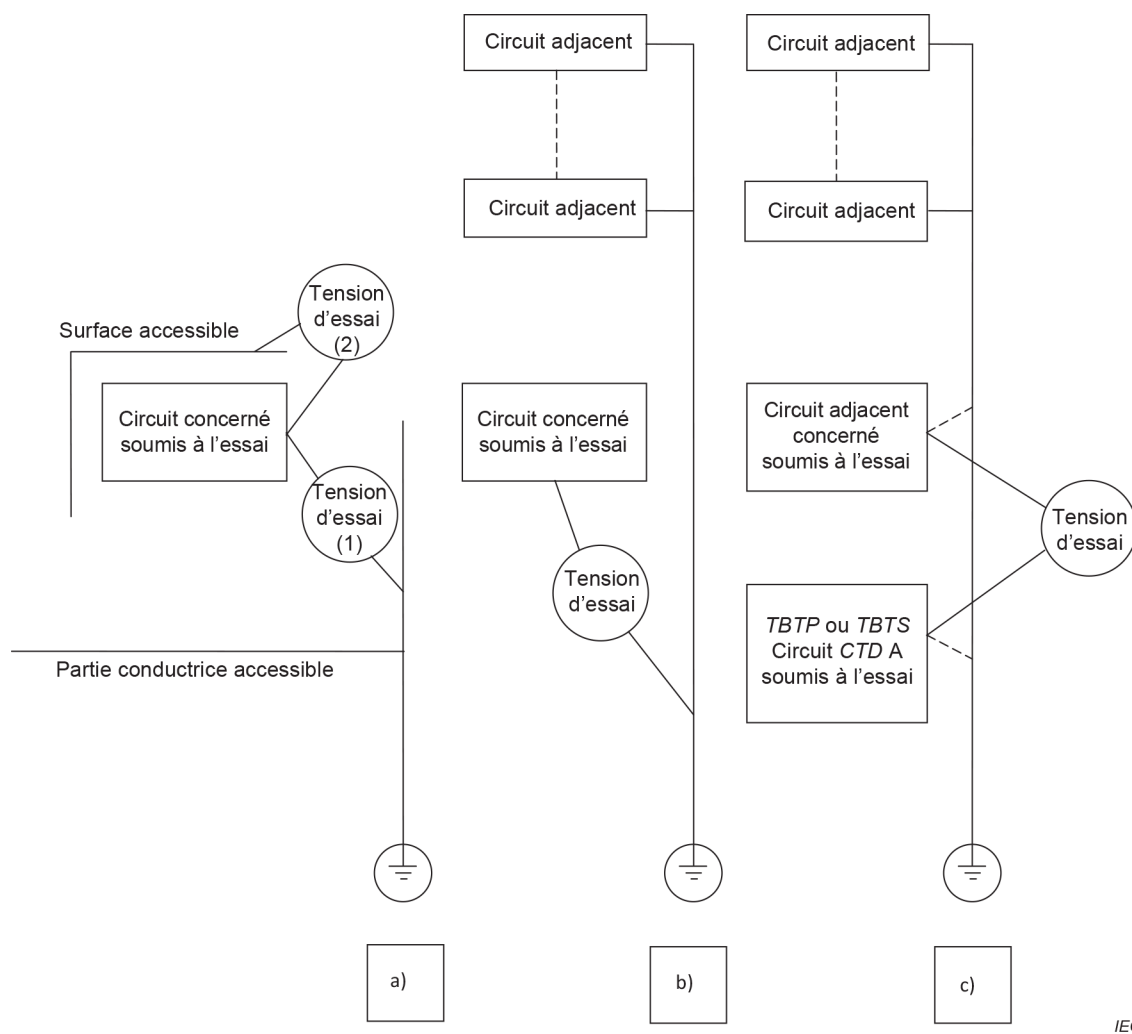 Circuit adjacent
Circuit adjacent
Circuit adjacent
Circuit adjacent
Tension
d'essai
(2)
Surface accessible
Circuit concerné
soumis à l'essai
Tension
d'essai
(1)
Partie conductrice accessible
Circuit concerné
soumis à l'essai
Tension
d'essai
Circuit adjacent
concerné
soumis à l'essai
Tension
d'essai
TBTP ou TBTS
Circuit CTD A
soumis à l'essai
a)
b)
c)